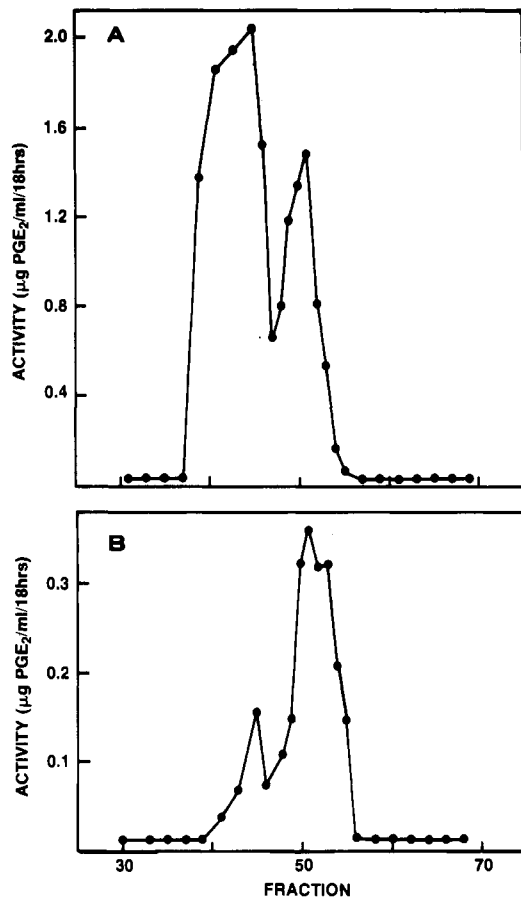 A
2.0
1.6
1.2
0.8
0.4
ACTIVITY (μg PGE₂/ml/18hrs)
B
0.3
0.2
0.1
ACTIVITY (μg PGE₂/ml/18hrs)
30 50 70
FRACTION